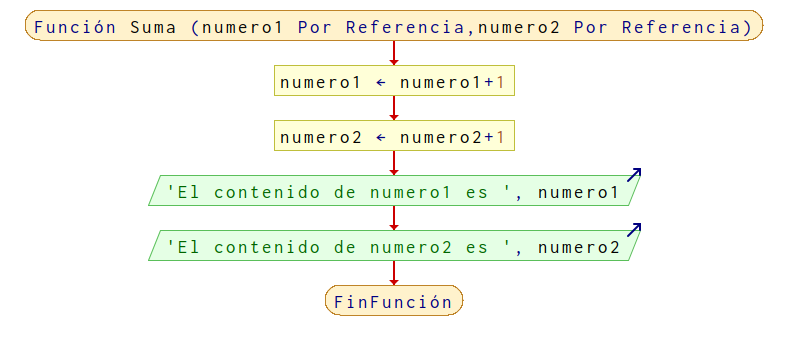 Función Suma (numero1 Por Referencia,numero2 Por Referencia)
numero1 ← numero1+1
numero2 ← numero2+1
'El contenido de numero1 es ', numero1
'El contenido de numero2 es ', numero2
FinFunción